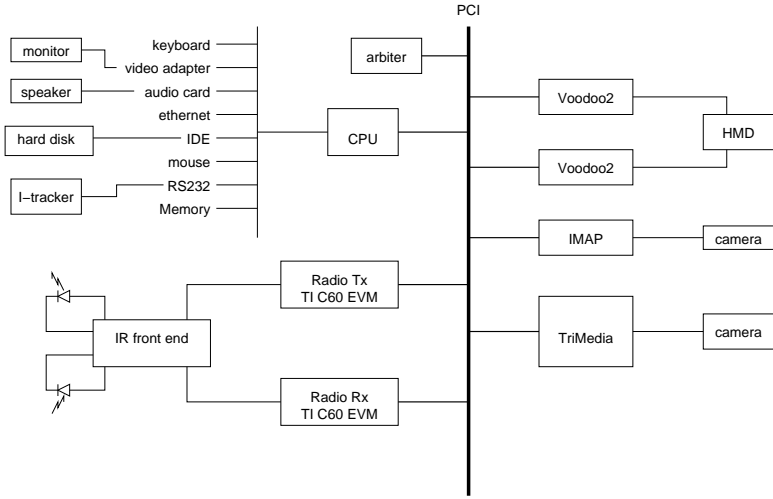 PCI
keyboard
monitor
arbiter
video adapter
speaker
audio card
Voodoo2
ethernet
HMD
hard disk
IDE
CPU
mouse
Voodoo2
I-tracker
RS232
Memory
IMAP
camera
Radio Tx
TI C60 EVM
IR front end
TriMedia
camera
Radio Rx
TI C60 EVM